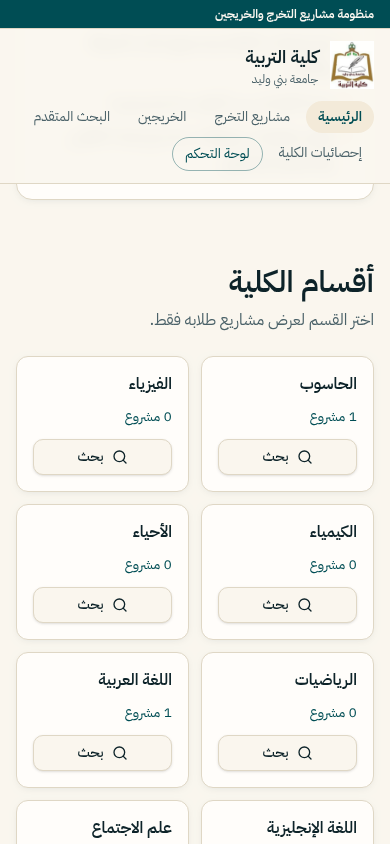 منظومة مشاريع التخرج والخريجين
كلية التربية
جامعة بني وليد
الرئيسية
مشاريع التخرج
الخريجين
البحث المتقدم
إحصائيات الكلية
لوحة التحكم
أقسام الكلية
اختر القسم لعرض مشاريع طلابه فقط.
الحاسوب
1 مشروع
بحث
الفيزياء
0 مشروع
بحث
الكيمياء
0 مشروع
بحث
الأحياء
0 مشروع
بحث
الرياضيات
0 مشروع
بحث
اللغة العربية
1 مشروع
بحث
اللغة الإنجليزية
علم الاجتماع